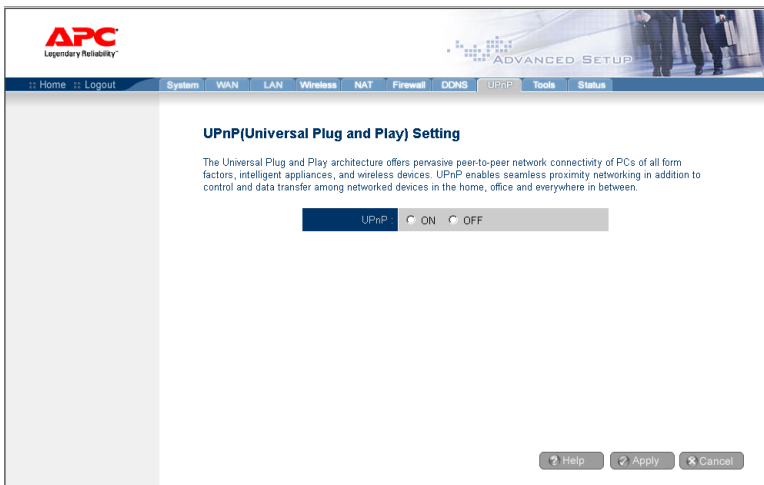 APC
Legendary Reliability™
ADVANCED SETUP
:: Home :: Logout
System WAN LAN Wireless NAT Firewall DDNS UPnP Tools Status
UPnP(Universal Plug and Play) Setting
The Universal Plug and Play architecture offers pervasive peer-to-peer network connectivity of PCs of all form
factors, intelligent appliances, and wireless devices. UPnP enables seamless proximity networking in addition to
control and data transfer among networked devices in the home, office and everywhere in between.
UPnP : ON OFF
Help Apply Cancel